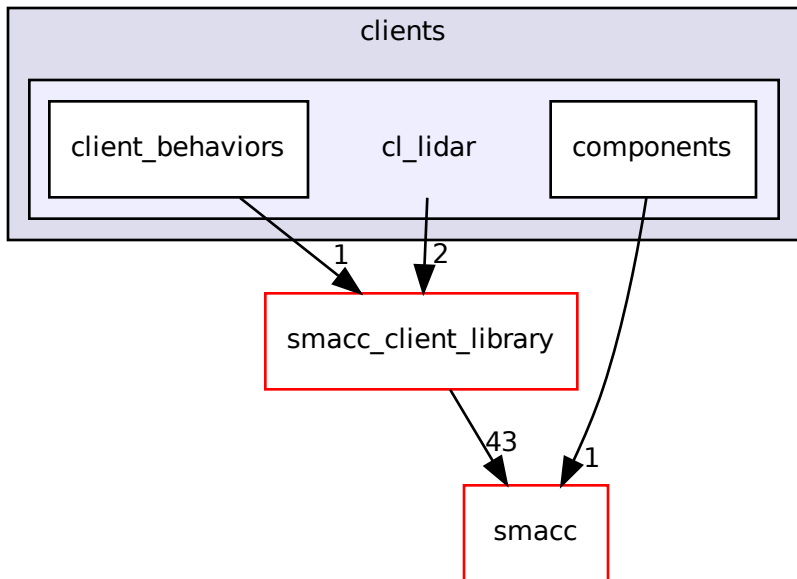 clients
client_behaviors
cl_lidar
components
1
2
smacc_client_library
43
1
smacc